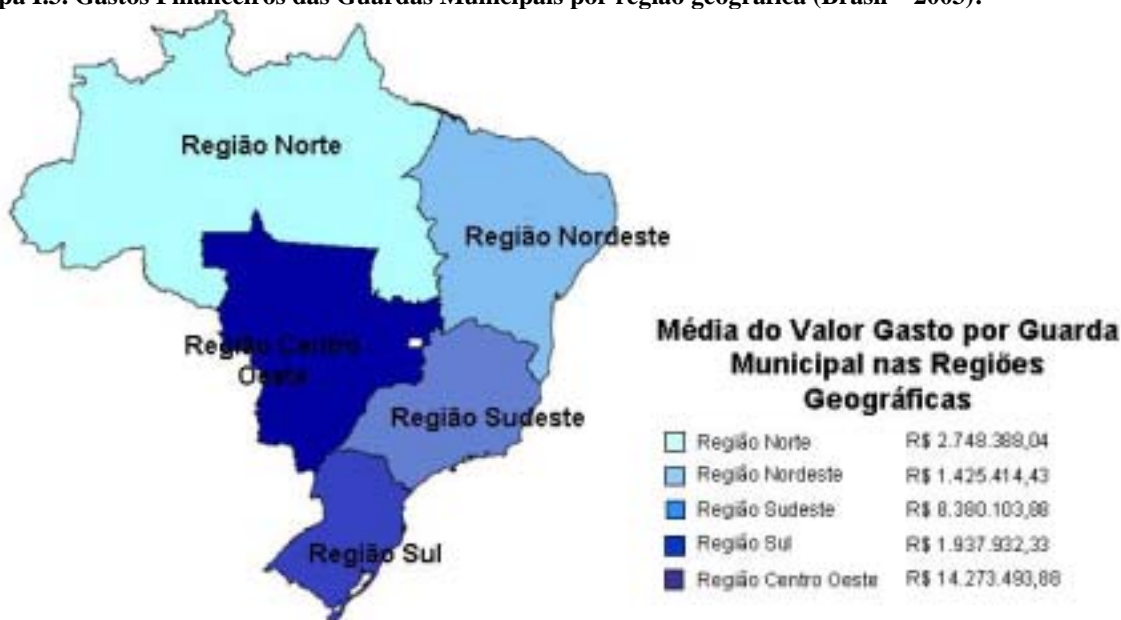 pa 1.3. Gastos Financeiros das Guardas Municipais por região geográfica (Brasil – 2003).
Região Norte
Região Nordeste
Região Centro
Oeste
Região Sudeste
Região Sul
Média do Valor Gasto por Guarda
Municipal nas Regiões
Geográficas
Região Norte R$ 2.748.388,04
Região Nordeste R$ 1.425.414,43
Região Sudeste R$ 8.380.103,88
Região Sul R$ 1.937.932,33
Região Centro Oeste R$ 14.273.493,88